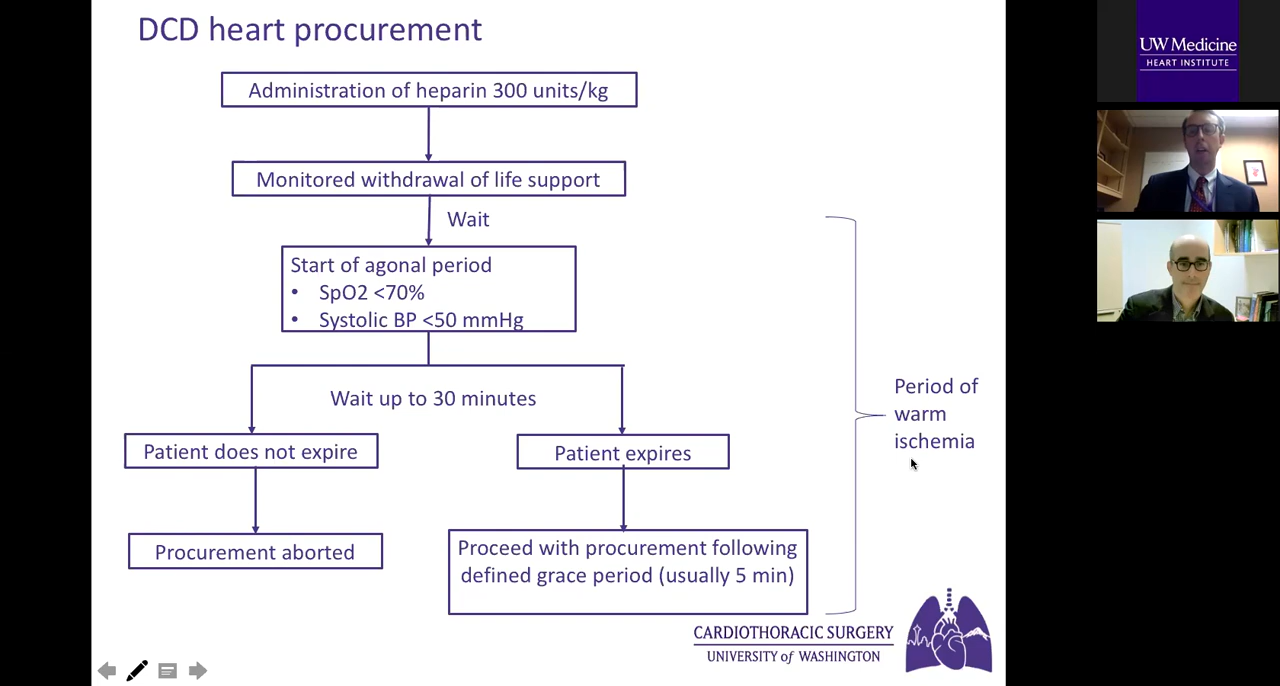 DCD heart procurement
Administration of heparin 300 units/kg
Monitored withdrawal of life support
Wait
Start of agonal period
• SpO2 <70%
• Systolic BP <50 mmHg
Wait up to 30 minutes
Patient does not expire
Patient expires
Procurement aborted
Proceed with procurement following
defined grace period (usually 5 min)
Period of
warm
ischemia
CARDIOTHORACIC SURGERY
UNIVERSITY of WASHINGTON
UW Medicine
HEART INSTITUTE